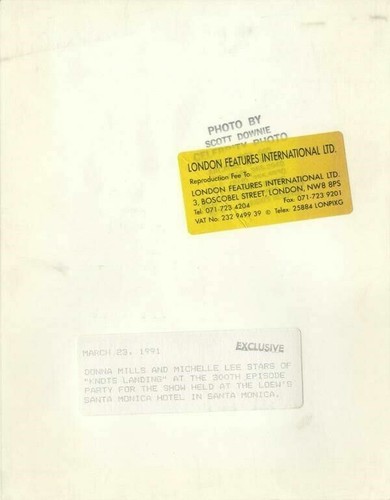 PHOTO BY
SCOTT DOWNIE
CELEBRITY PHOTO
LONDON FEATURES INTERNATIONAL LTD.
Reproduction Fee To:
LONDON FEATURES INTERNATIONAL LTD.
3, BOSCOBEL STREET, LONDON, NW8 8PS
Tel. 071-723 4204 Fax. 071-723 9201
VAT No. 232 9499 39 © Telex: 25884 LONPIXG
MARCH 23, 1991 EXCLUSIVE
DONNA MILLS AND MICHELLE LEE STARS OF
"KNOTS LANDING" AT THE 300TH EPISODE
PARTY FOR THE SHOW HELD AT THE LOEW'S
SANTA MONICA HOTEL IN SANTA MONICA.